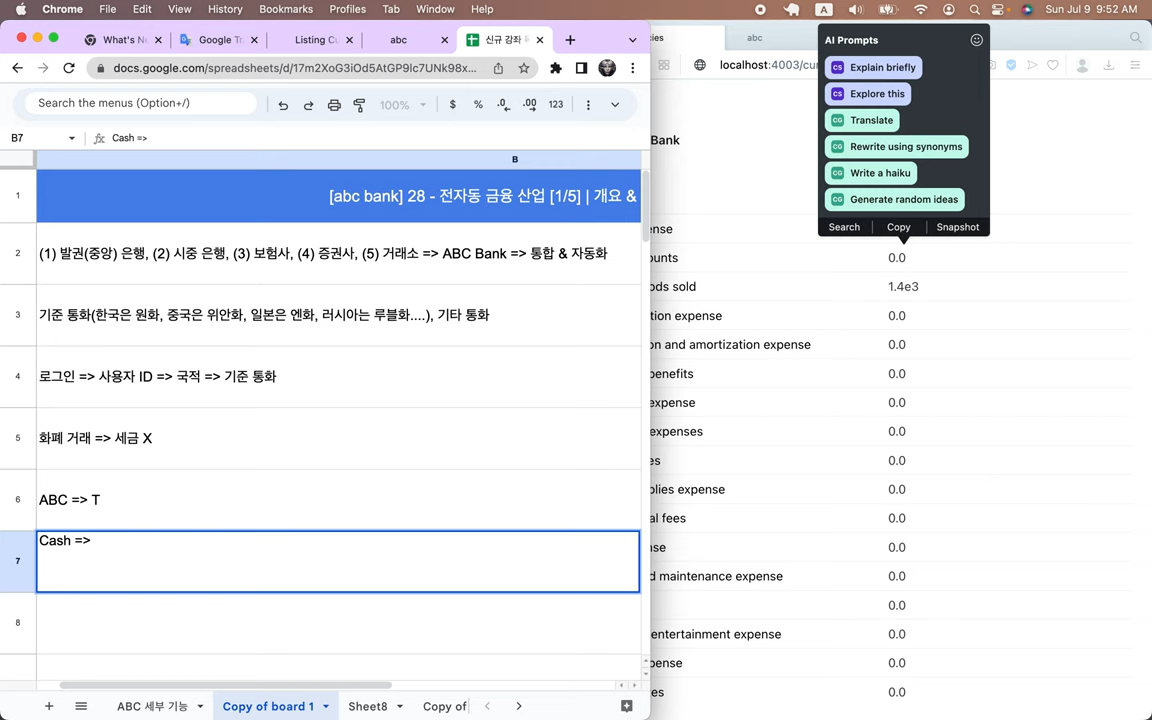 Chrome File Edit View History Bookmarks Profiles Tab Window Help A Sun Jul 9 9:52 AM
What's N Google Tr Listing Cu abc 신규 강좌
docs.google.com/spreadsheets/d/17m2XoG3iOd5AtGP9lc7UNk98x...
Search the menus (Option+/) 100% $ % .0 .00 123
B7 fx Cash =>
B
1 [abc bank] 28 - 전자동 금융 산업 [1/5] | 개요 &
2 (1) 발권(중앙) 은행, (2) 시중 은행, (3) 보험사, (4) 증권사, (5) 거래소 => ABC Bank => 통합 & 자동화
3 기준 통화(한국은 원화, 중국은 위안화, 일본은 엔화, 러시아는 루블화....), 기타 통화
4 로그인 => 사용자 ID => 국적 => 기준 통화
5 화폐 거래 => 세금 X
6 ABC => T
7 Cash =>
8
ABC 세부 기능 Copy of board 1 Sheet8 Copy of
cies abc
localhost:4003/cur
Bank
AI Prompts
CS Explain briefly
CS Explore this
CG Translate
CG Rewrite using synonyms
CG Write a haiku
CG Generate random ideas
Search Copy Snapshot
ense
ounts 0.0
ods sold 1.4e3
tion expense 0.0
on and amortization expense 0.0
benefits 0.0
expense 0.0
expenses 0.0
es 0.0
plies expense 0.0
al fees 0.0
nse 0.0
d maintenance expense 0.0
0.0
entertainment expense 0.0
pense 0.0
es 0.0